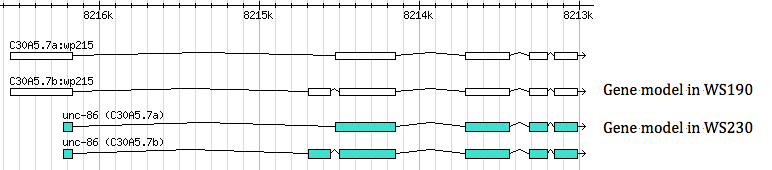 8216k 8215k 8214k 8213k
C30A5.7a:wp215
C30A5.7b:wp215
Gene model in WS190
unc-86 (C30A5.7a)
Gene model in WS230
unc-86 (C30A5.7b)